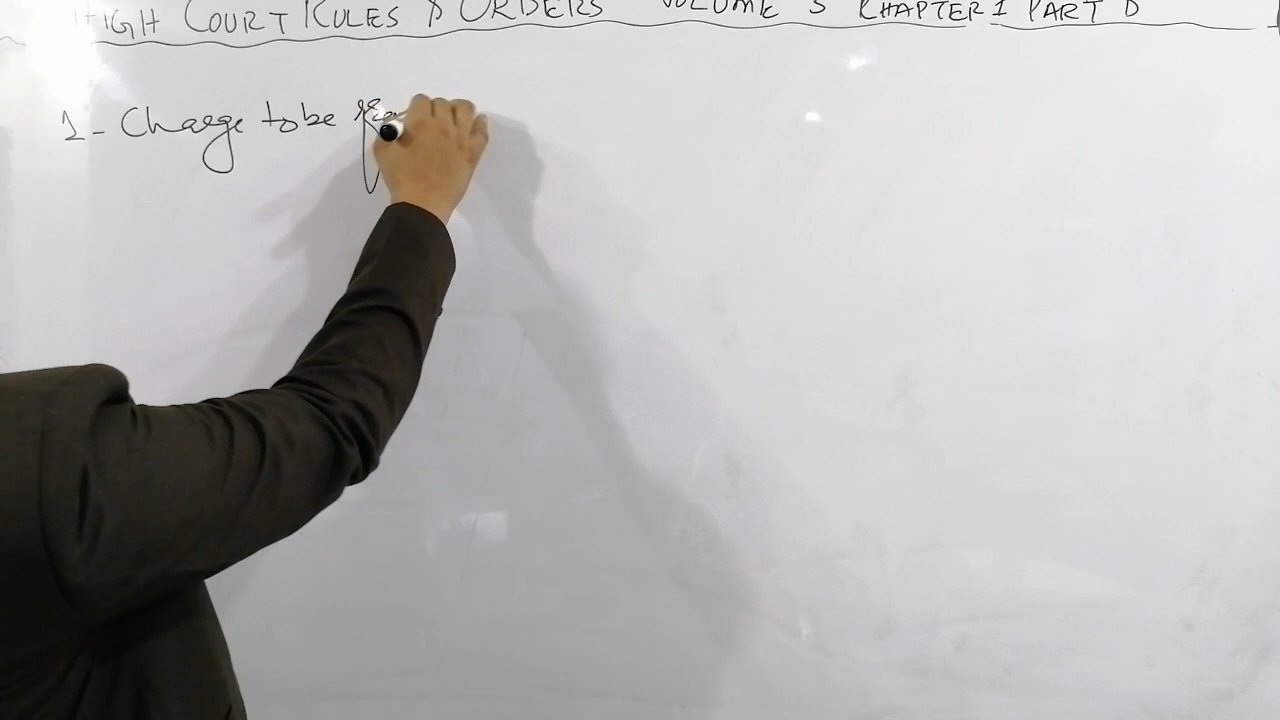 HIGH COURT RULES & ORDERS VOLUME 3 CHAPTER 1 PART D
1- Charge to be